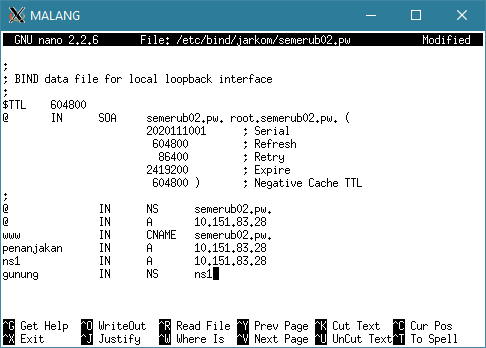 MALANG
GNU nano 2.2.6 File: /etc/bind/jarkom/semerub02.pw Modified
;
; BIND data file for local loopback interface
;
$TTL 604800
@ IN SOA semerub02.pw. root.semerub02.pw. (
2020111001 ; Serial
604800 ; Refresh
86400 ; Retry
2419200 ; Expire
604800 ) ; Negative Cache TTL
;
@ IN NS semerub02.pw.
@ IN A 10.151.83.28
www IN CNAME semerub02.pw.
penanjakan IN A 10.151.83.28
ns1 IN A 10.151.83.28
gunung IN NS ns1
^G Get Help ^O WriteOut ^R Read File ^Y Prev Page ^K Cut Text ^C Cur Pos
^X Exit ^J Justify ^W Where Is ^V Next Page ^U UnCut Text ^T To Spell